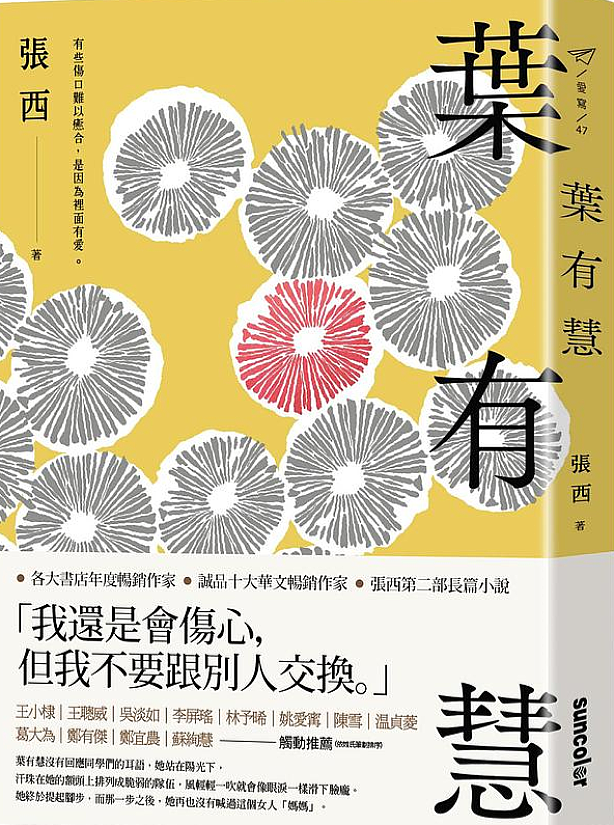 葉有慧
張西
著
有些傷口難以癒合，是因為裡面有愛。
愛寫/47
葉有慧
張西 著
suncolor
●各大書店年度暢銷作家 ●誠品十大華文暢銷作家 ●張西第二部長篇小說
「我還是會傷心，
但我不要跟別人交換。」
王小棣|王聰威|吳淡如|李屏瑤|林予晞|姚愛寗|陳雪|溫貞菱
葛大為|鄭有傑|鄭宜農|蘇絢慧——觸動推薦(依姓氏筆劃排序)
葉有慧沒有回應同學們的耳語，她站在陽光下，
汗珠在她的額頭上排列成脆弱的隊伍，風輕輕一吹就會像眼淚一樣滑下臉龐。
她終於提起腳步，而那一步之後，她再也沒有喊過這個女人「媽媽」。